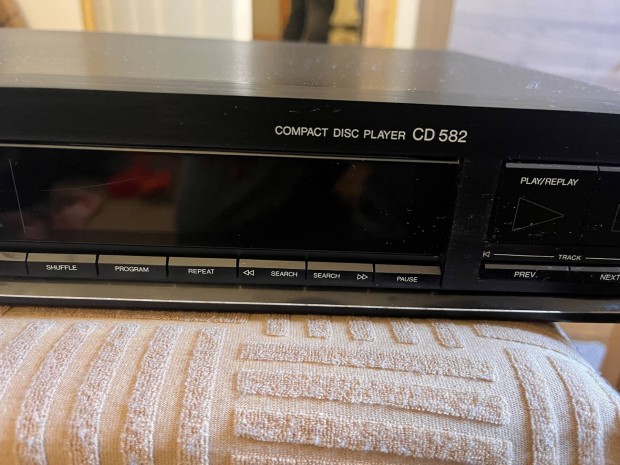 COMPACT DISC PLAYER CD 582
PLAY/REPLAY
TRACK
PREV.
NEXT
SHUFFLE
PROGRAM
REPEAT
SEARCH
SEARCH
PAUSE